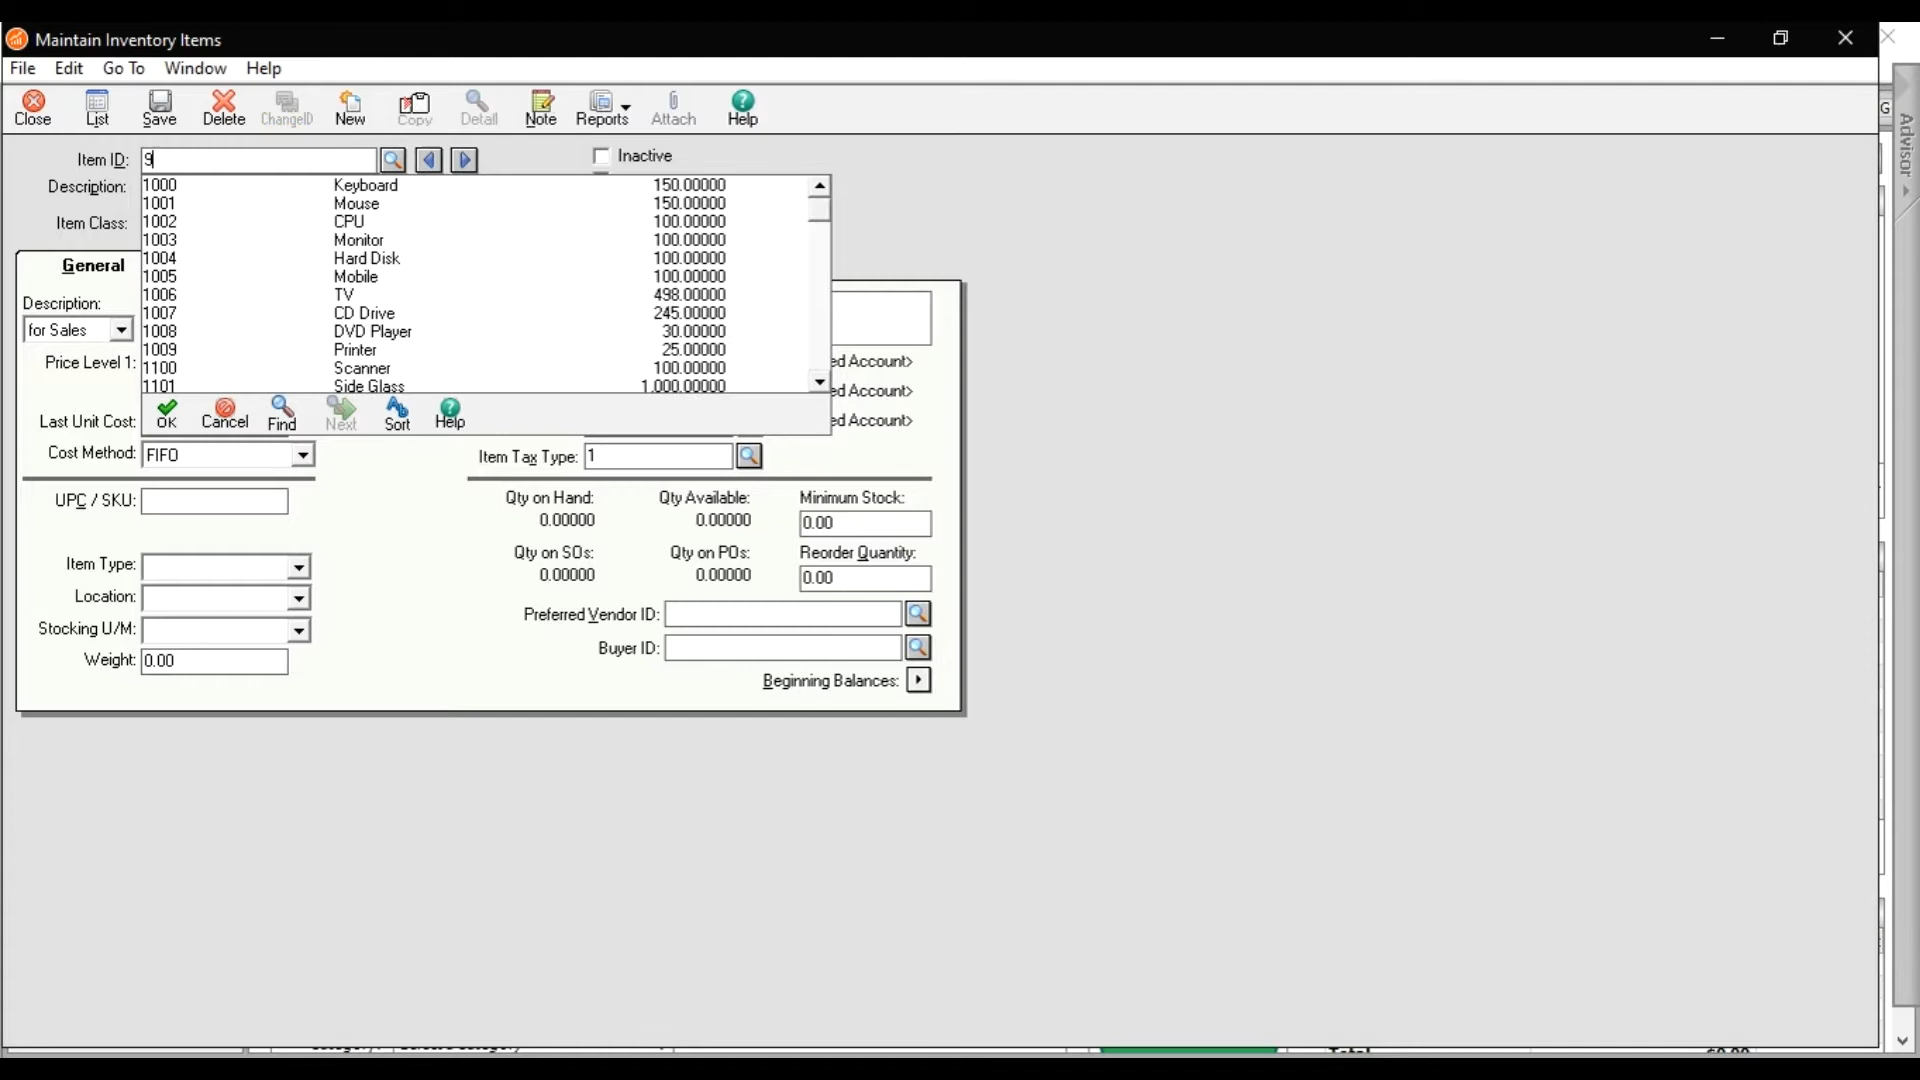 Maintain Inventory Items
File Edit Go To Window Help
Close List Save Delete ChangeID New Copy Detail Note Reports Attach Help
G
Advisor
Item ID: 9 Inactive
Description:
Item Class:
1000 Keyboard 150.00000
1001 Mouse 150.00000
1002 CPU 100.00000
1003 Monitor 100.00000
1004 Hard Disk 100.00000
1005 Mobile 100.00000
1006 TV 498.00000
1007 CD Drive 245.00000
1008 DVD Player 30.00000
1009 Printer 25.00000
1100 Scanner 100.00000
1101 Side Glass 1,000.00000
OK Cancel Find Next Sort Help
General
Description:
for Sales
Price Level 1: ed Account>
ed Account>
Last Unit Cost: ed Account>
Cost Method: FIFO Item Tax Type: 1
UPC / SKU:
Qty on Hand: Qty Available: Minimum Stock:
0.00000 0.00000 0.00
Qty on SOs: Qty on POs: Reorder Quantity:
0.00000 0.00000 0.00
Item Type:
Location:
Stocking U/M:
Weight: 0.00
Preferred Vendor ID:
Buyer ID:
Beginning Balances: